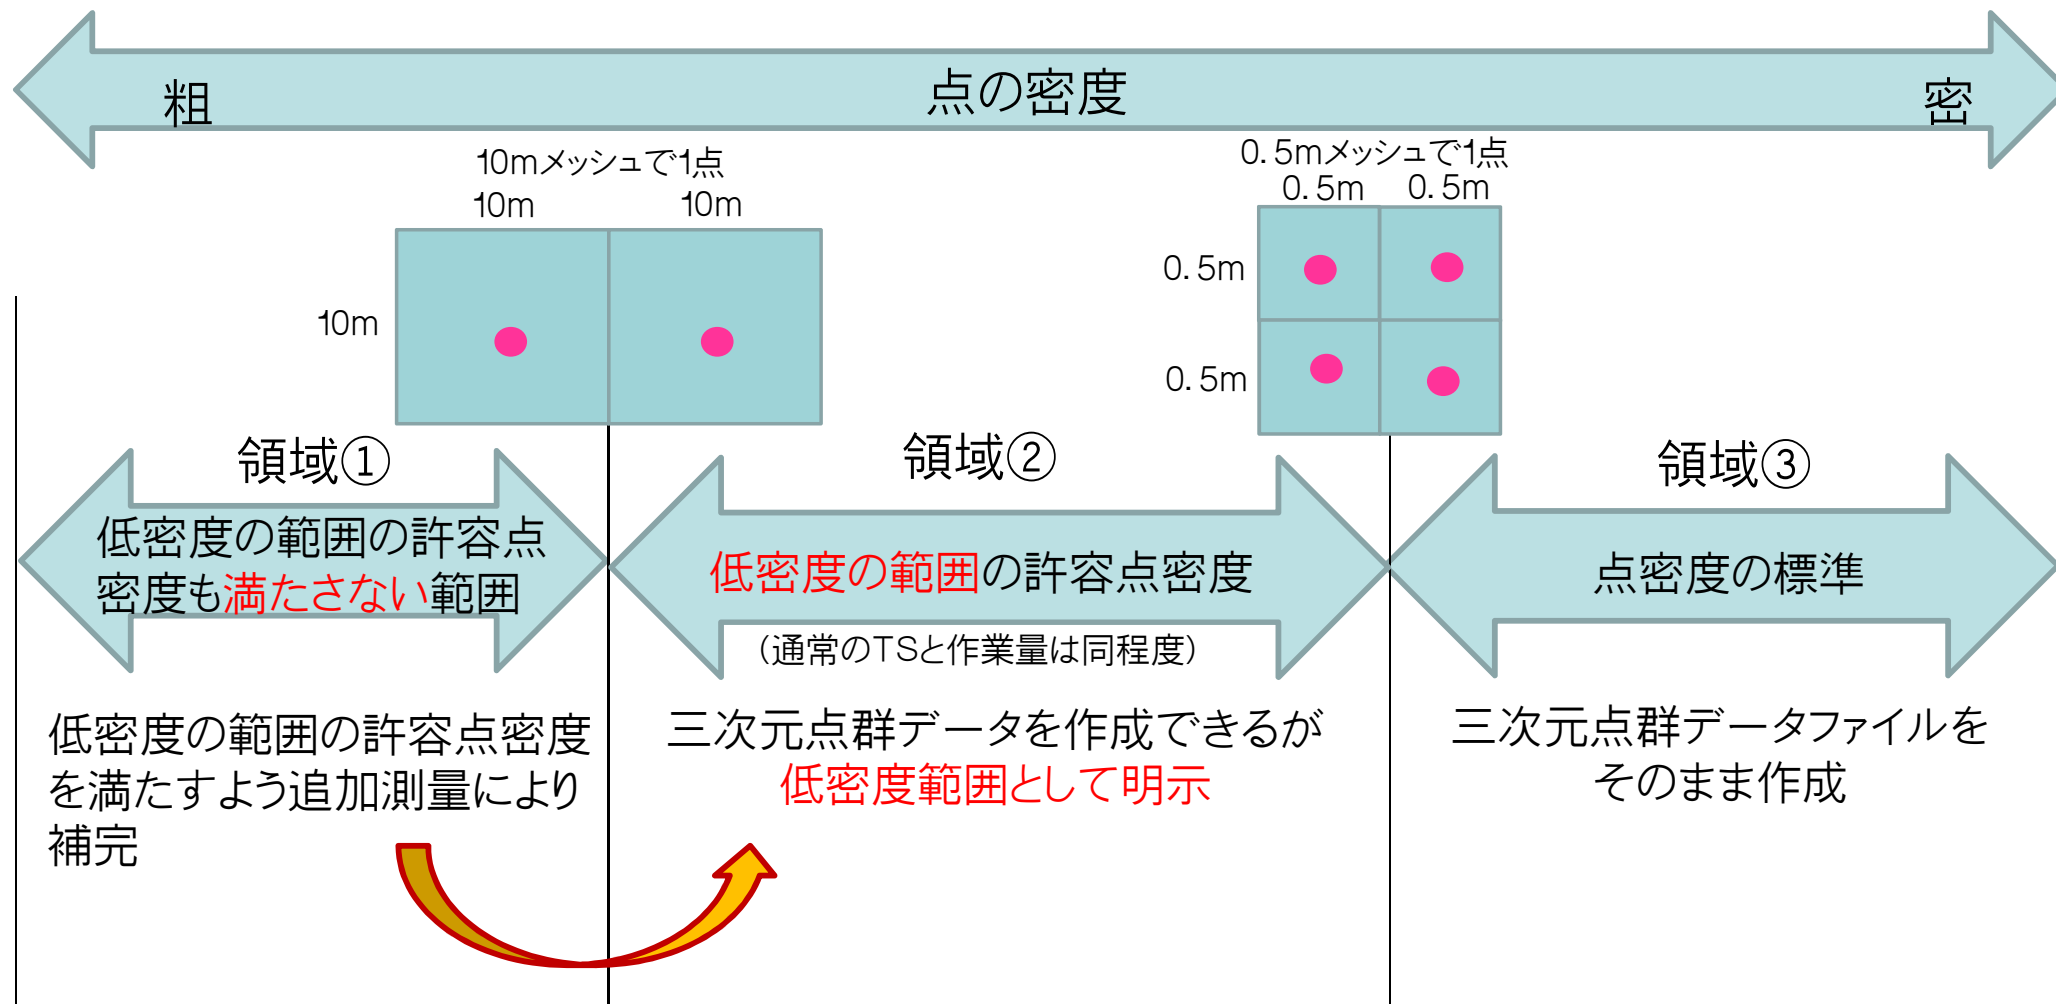 粗
点の密度
密
10mメッシュで1点
10m
10m
10m
0.5mメッシュで1点
0.5m
0.5m
0.5m
0.5m
領域①
低密度の範囲の許容点
密度も満たさない範囲
領域②
低密度の範囲の許容点密度
（通常のTSと作業量は同程度）
領域③
点密度の標準
低密度の範囲の許容点密度
を満たすよう追加測量により
補完
三次元点群データを作成できるが
低密度範囲として明示
三次元点群データファイルを
そのまま作成